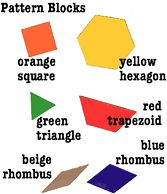 Pattern Blocks
orange yellow
square hexagon
green red
triangle trapezoid
beige blue
rhombus rhombus